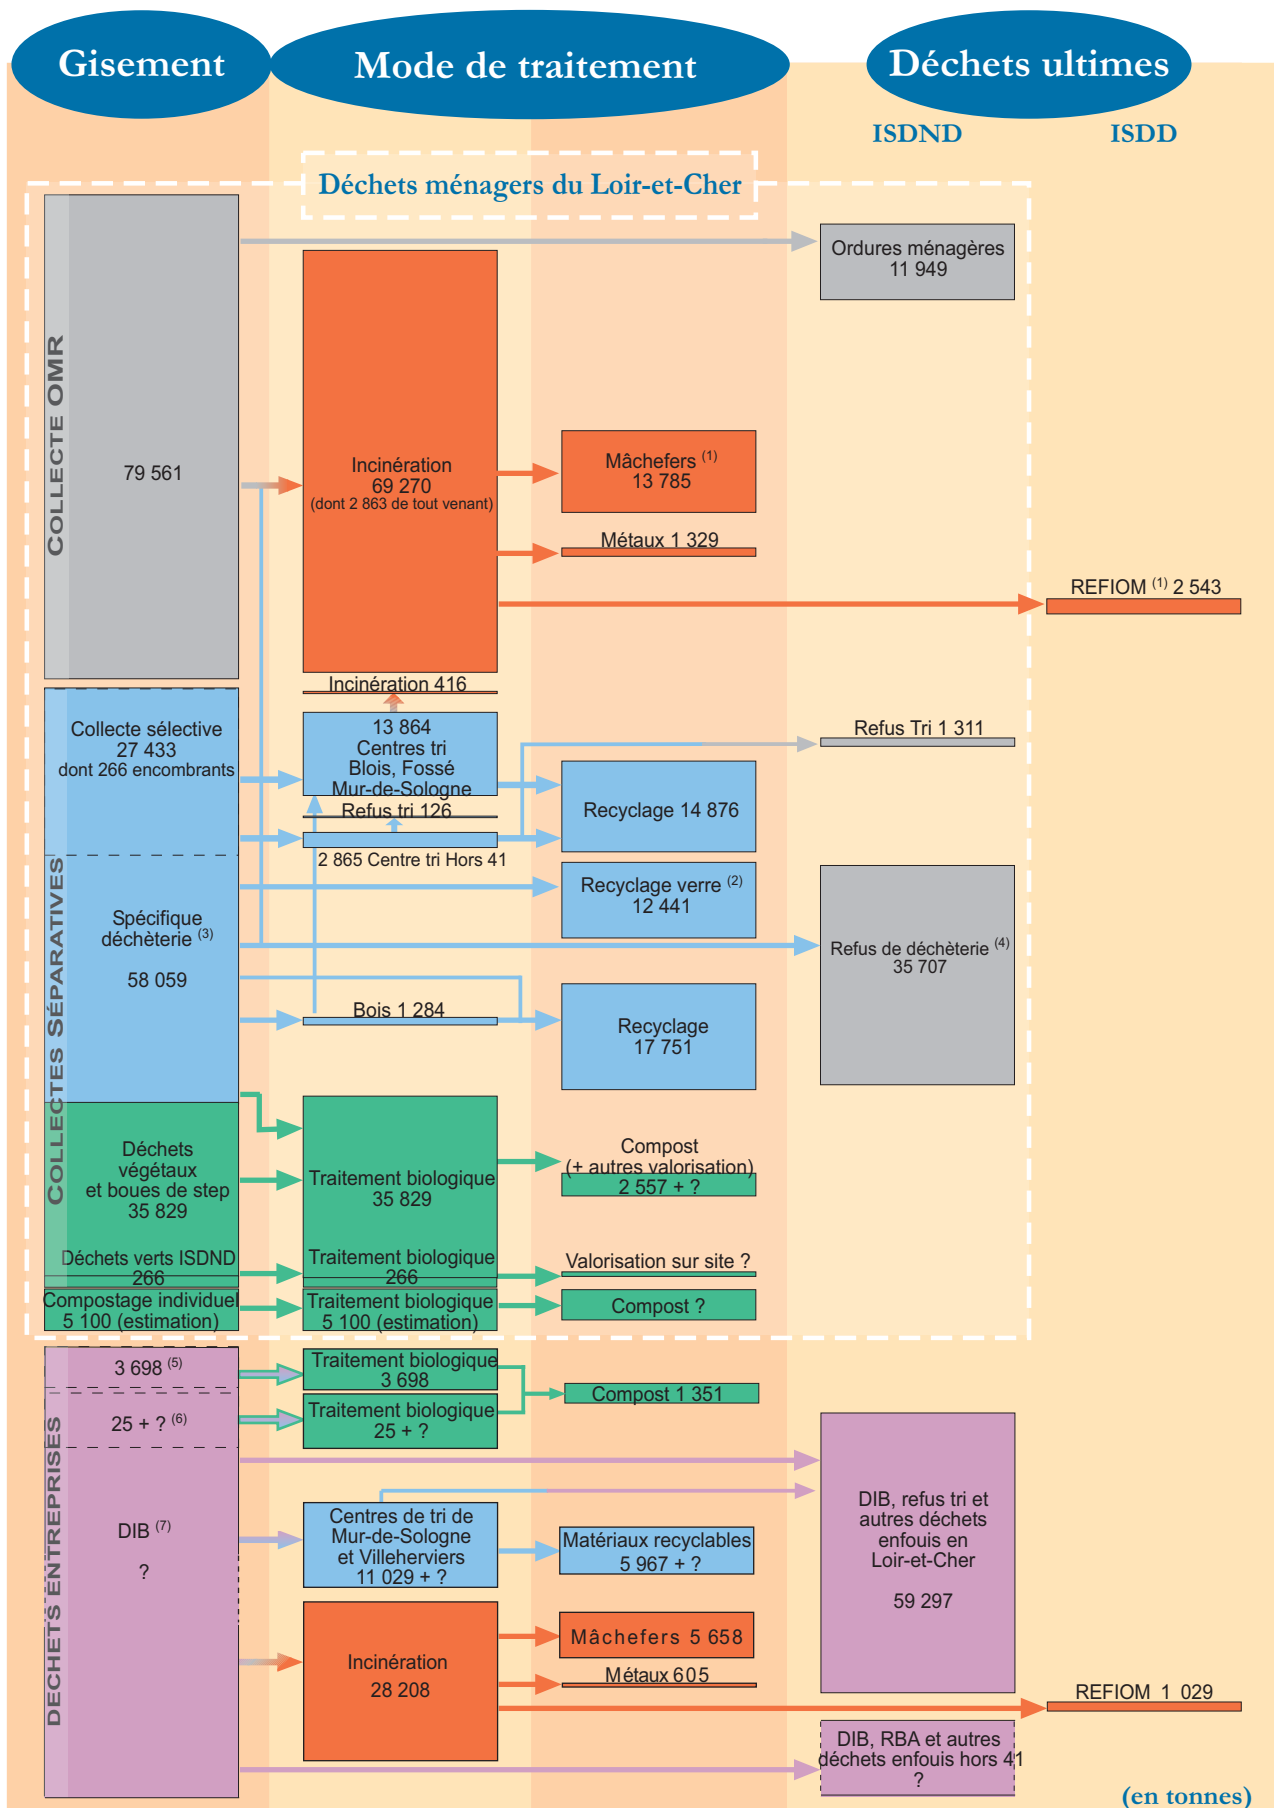 Gisement
Mode de traitement
Déchets ultimes
ISDND
ISDD
Déchets ménagers du Loir-et-Cher
COLLECTE OMR
79 561
Ordures ménagères
11 949
Incinération
69 270
(dont 2 863 de tout venant)
Mâchefers (1)
13 785
Métaux 1 329
REFIOM (1) 2 543
COLLECTES SÉPARATIVES
Collecte sélective
27 433
dont 266 encombrants
Incinération 416
13 864
Centres tri
Blois, Fossé
Mur-de-Sologne
Refus tri 126
2 865 Centre tri Hors 41
Refus Tri 1 311
Recyclage 14 876
Recyclage verre (2)
12 441
Spécifique
déchèterie (3)
58 059
Refus de déchèterie (4)
35 707
Bois 1 284
Recyclage
17 751
Déchets
végétaux
et boues de step
35 829
Traitement biologique
35 829
Compost
(+ autres valorisation)
2 557 + ?
Déchets verts ISDND
266
Traitement biologique
266
Valorisation sur site ?
Compostage individuel
5 100 (estimation)
Traitement biologique
5 100 (estimation)
Compost ?
DECHETS ENTREPRISES
3 698 (5)
Traitement biologique
3 698
25 + ? (6)
Traitement biologique
25 + ?
Compost 1 351
DIB (7)
?
Centres de tri de
Mur-de-Sologne
et Villeherviers
11 029 + ?
Matériaux recyclables
5 967 + ?
DIB, refus tri et
autres déchets
enfouis en
Loir-et-Cher
59 297
Incinération
28 208
Mâchefers 5 658
Métaux 605
REFIOM 1 029
DIB, RBA et autres
déchets enfouis hors 41
?
(en tonnes)